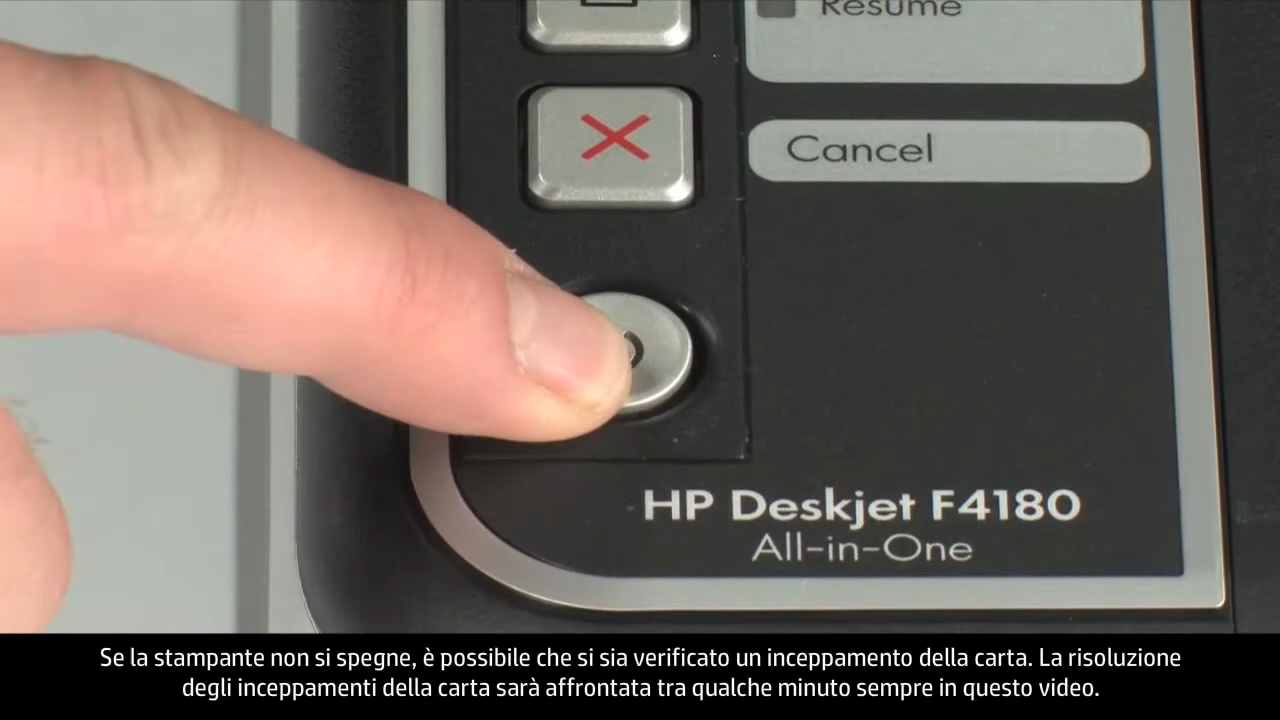 Resume
Cancel
HP Deskjet F4180
All-in-One
Se la stampante non si spegne, è possibile che si sia verificato un inceppamento della carta. La risoluzione
degli inceppamenti della carta sarà affrontata tra qualche minuto sempre in questo video.